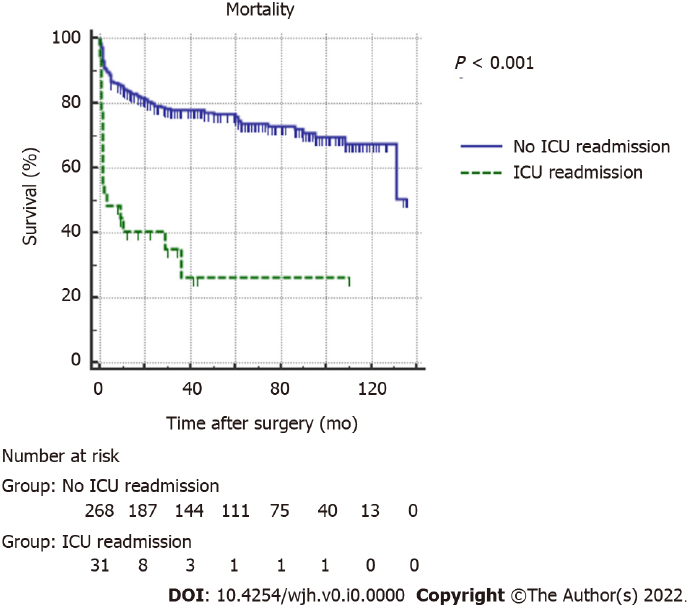 Mortality
100
80
60
40
20
0
Survival (%)
0 40 80 120
Time after surgery (mo)
P < 0.001
No ICU readmission
ICU readmission
Number at risk
Group: No ICU readmission
268 187 144 111 75 40 13 0
Group: ICU readmission
31 8 3 1 1 1 0 0
DOI: 10.4254/wjh.v0.i0.0000 Copyright ©The Author(s) 2022.